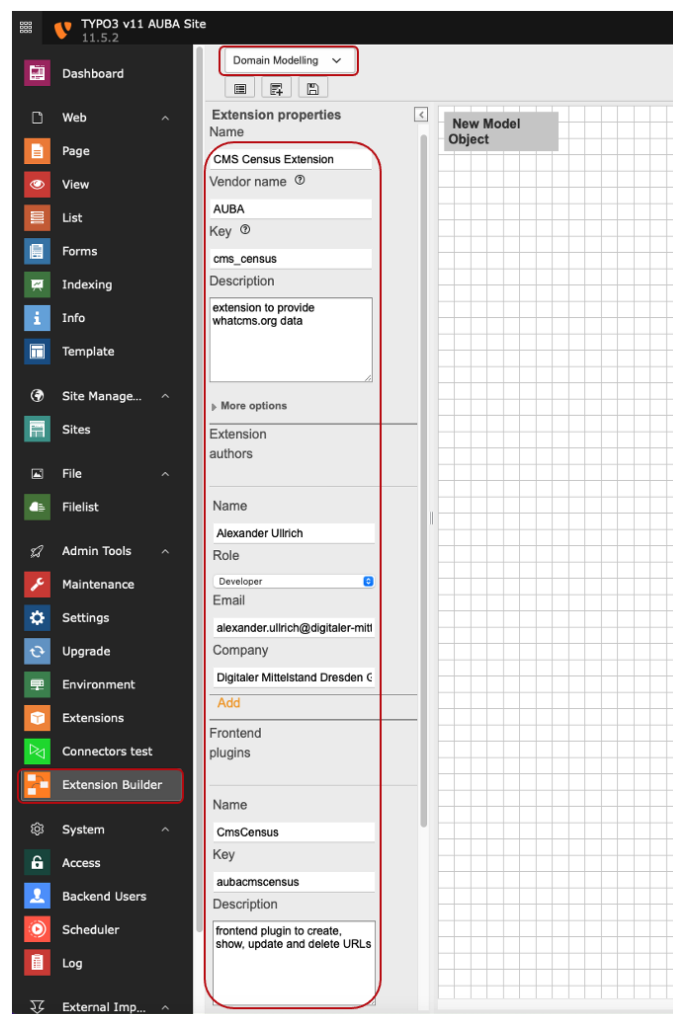 TYPO3 v11 AUBA Site
11.5.2
Dashboard
Web
Page
View
List
Forms
Indexing
Info
Template
Site Manage...
Sites
File
Filelist
Admin Tools
Maintenance
Settings
Upgrade
Environment
Extensions
Connectors test
Extension Builder
System
Access
Backend Users
Scheduler
Log
External Imp...
Domain Modelling
Extension properties
Name
CMS Census Extension
Vendor name
AUBA
Key
cms_census
Description
extension to provide
whatcms.org data
More options
Extension
authors
Name
Alexander Ullrich
Role
Developer
Email
alexander.ullrich@digitaler-mitt
Company
Digitaler Mittelstand Dresden G
Add
Frontend
plugins
Name
CmsCensus
Key
aubacmscensus
Description
frontend plugin to create,
show, update and delete URLs
New Model
Object